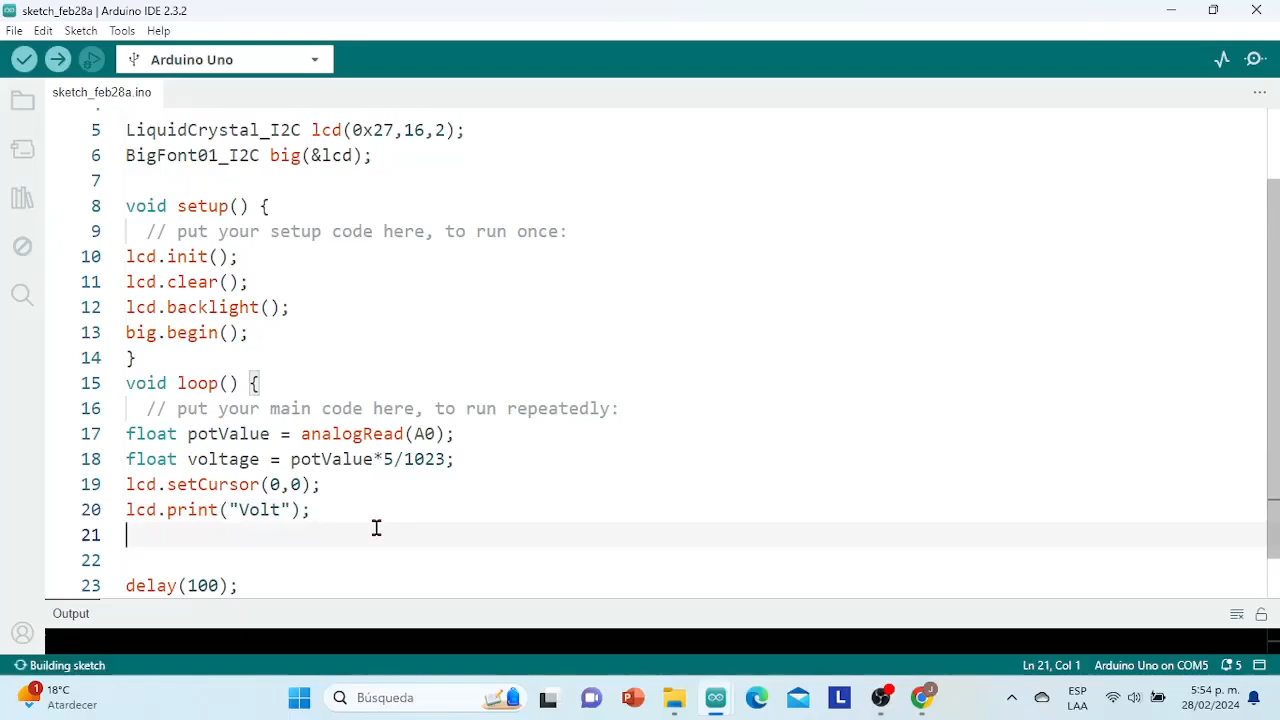 sketch_feb28a | Arduino IDE 2.3.2
File Edit Sketch Tools Help
Arduino Uno
sketch_feb28a.ino
5 LiquidCrystal_I2C lcd(0x27,16,2);
6 BigFont01_I2C big(&lcd);
7
8 void setup() {
9 // put your setup code here, to run once:
10 lcd.init();
11 lcd.clear();
12 lcd.backlight();
13 big.begin();
14 }
15 void loop() {
16 // put your main code here, to run repeatedly:
17 float potValue = analogRead(A0);
18 float voltage = potValue*5/1023;
19 lcd.setCursor(0,0);
20 lcd.print("Volt");
21
22
23 delay(100);
Output
Building sketch
Ln 21, Col 1 Arduino Uno on COM5 5
1
18°C
Atardecer
Búsqueda
P
L
J
ESP
LAA
5:54 p. m.
28/02/2024